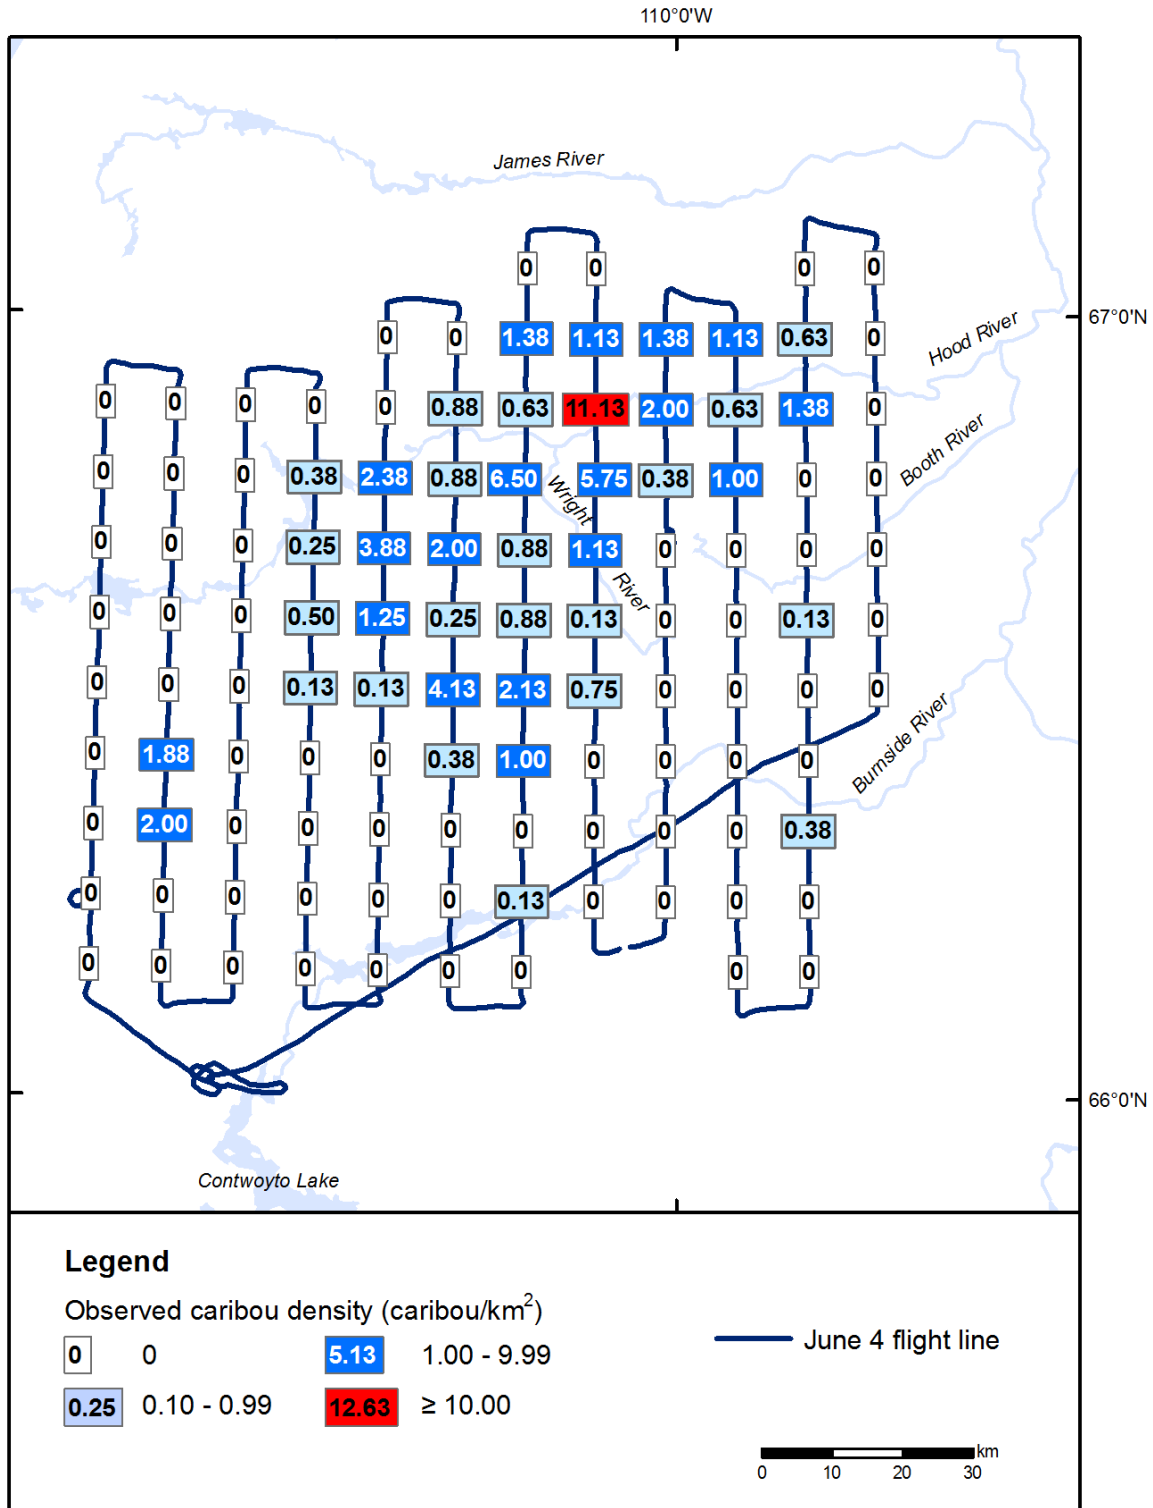 110°0'W
James River
0 0 0 0
67°0'N
Hood River
0 0 1.38 1.13 1.38 1.13 0.63 0
0 0 0 0 0 0.88 0.63 11.13 2.00 0.63 1.38 0
Booth River
0 0 0 0.38 2.38 0.88 6.50 5.75 0.38 1.00 0 0
Wright
0 0 0 0.25 3.88 2.00 0.88 1.13 0 0 0 0
River
0 0 0 0.50 1.25 0.25 0.88 0.13 0 0 0.13 0
0 0 0 0.13 0.13 4.13 2.13 0.75 0 0 0 0
Burnside River
0 1.88 0 0 0 0.38 1.00 0 0 0 0
0 2.00 0 0 0 0 0 0 0 0 0.38
0 0 0 0 0 0 0.13 0 0 0 0
0 0 0 0 0 0 0 0 0
66°0'N
Contwoyto Lake
Legend
Observed caribou density (caribou/km²)
0 0
5.13 1.00 - 9.99
0.25 0.10 - 0.99
12.63 ≥ 10.00
June 4 flight line
km
0 10 20 30